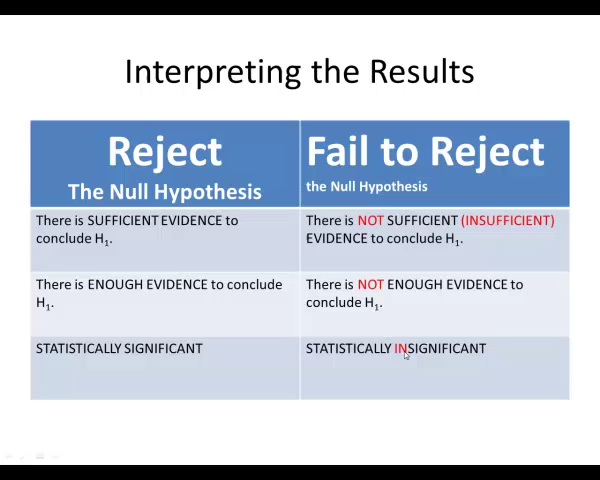 Interpreting the Results
Reject
The Null Hypothesis
Fail to Reject
the Null Hypothesis
There is SUFFICIENT EVIDENCE to
conclude H1.
There is NOT SUFFICIENT (INSUFFICIENT)
EVIDENCE to conclude H1.
There is ENOUGH EVIDENCE to conclude
H1.
There is NOT ENOUGH EVIDENCE to
conclude H1.
STATISTICALLY SIGNIFICANT
STATISTICALLY INSIGNIFICANT